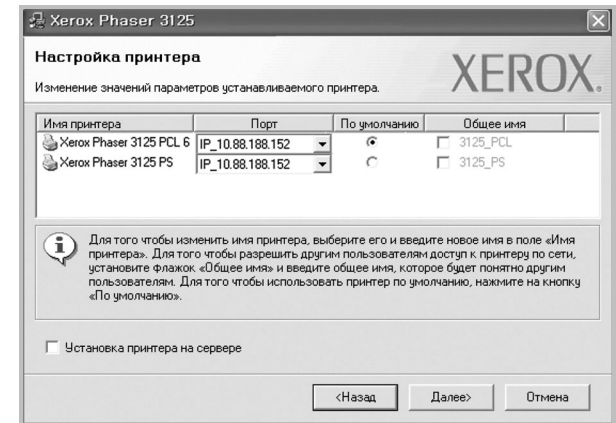 Xerox Phaser 3125
Настройка принтера
Изменение значений параметров устанавливаемого принтера.
XEROX.
Имя принтера Порт По умолчанию Общее имя
Xerox Phaser 3125 PCL 6 IP_10.88.188.152 3125_PCL
Xerox Phaser 3125 PS IP_10.88.188.152 3125_PS
Для того чтобы изменить имя принтера, выберите его и введите новое имя в поле «Имя
принтера». Для того чтобы разрешить другим пользователям доступ к принтеру по сети,
установите флажок «Общее имя» и введите общее имя, которое будет понятно другим
пользователям. Для того чтобы использовать принтер по умолчанию, нажмите на кнопку
«По умолчанию».
Установка принтера на сервере
<Назад Далее> Отмена